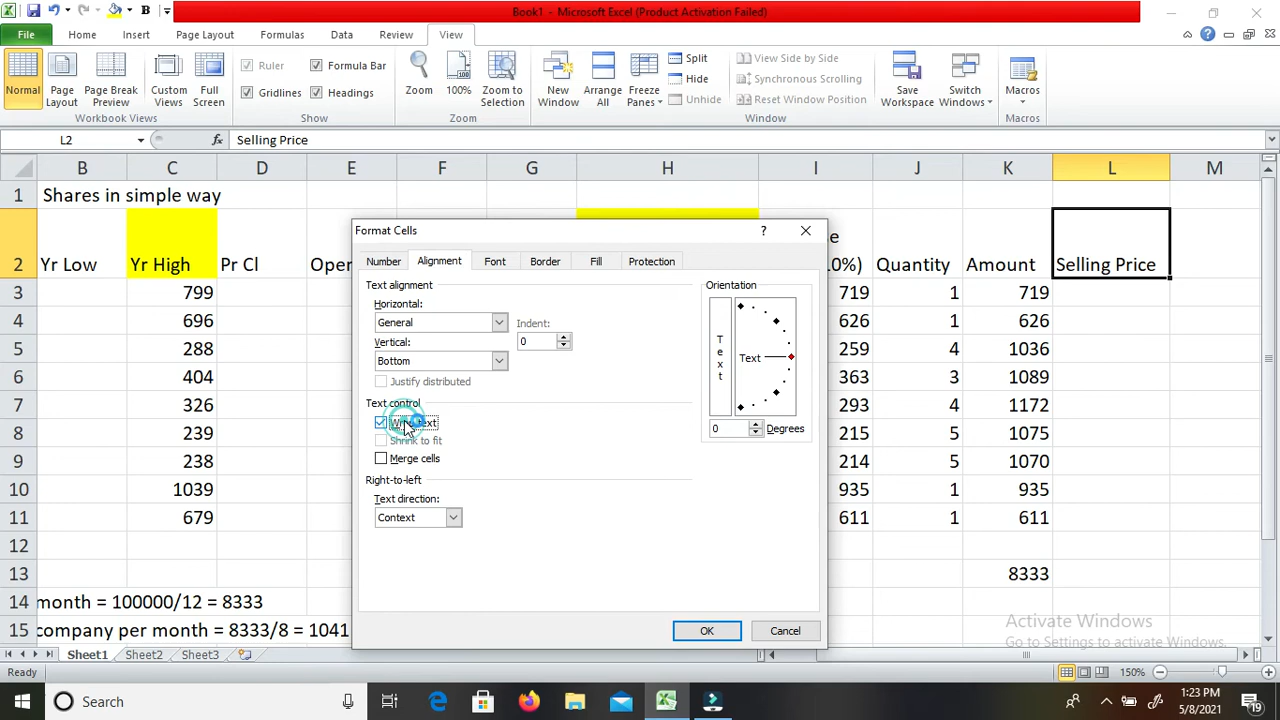 Book1 - Microsoft Excel (Product Activation Failed)
File Home Insert Page Layout Formulas Data Review View
Normal
Page Layout
Page Break Preview
Custom Views
Full Screen
Workbook Views
Ruler
Formula Bar
Gridlines
Headings
Show
Zoom
100%
Zoom to Selection
Zoom
New Window
Arrange All
Freeze Panes
Split
Hide
Unhide
View Side by Side
Synchronous Scrolling
Reset Window Position
Window
Save Workspace
Switch Windows
Macros
Macros
L2 fx Selling Price
B C D E F G H I J K L M
1 Shares in simple way
2 Yr Low Yr High Pr Cl Oper e L0%) Quantity Amount Selling Price
3 799 719 1 719
4 696 626 1 626
5 288 259 4 1036
6 404 363 3 1089
7 326 293 4 1172
8 239 215 5 1075
9 238 214 5 1070
10 1039 935 1 935
11 679 611 1 611
12
13 8333
14 month = 100000/12 = 8333
15 company per month = 8333/8 = 1041
Format Cells
Number Alignment Font Border Fill Protection
Text alignment
Horizontal:
General
Indent:
0
Vertical:
Bottom
Justify distributed
Text control
Shrink to fit
Merge cells
Right-to-left
Text direction:
Context
Orientation
Text
Text
0 Degrees
OK Cancel
Activate Windows
Go to Settings to activate Windows.
Sheet1 Sheet2 Sheet3
Ready 150%
Search
1:23 PM
5/8/2021
19